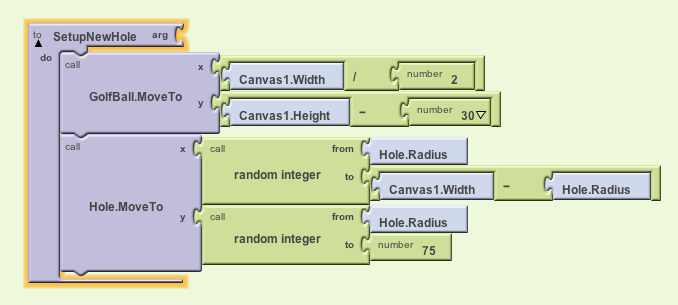 to SetupNewHole arg
do
call GolfBall.MoveTo
x Canvas1.Width / number 2
y Canvas1.Height - number 30
call Hole.MoveTo
x call random integer
from Hole.Radius
to Canvas1.Width - Hole.Radius
y call random integer
from Hole.Radius
to number 75